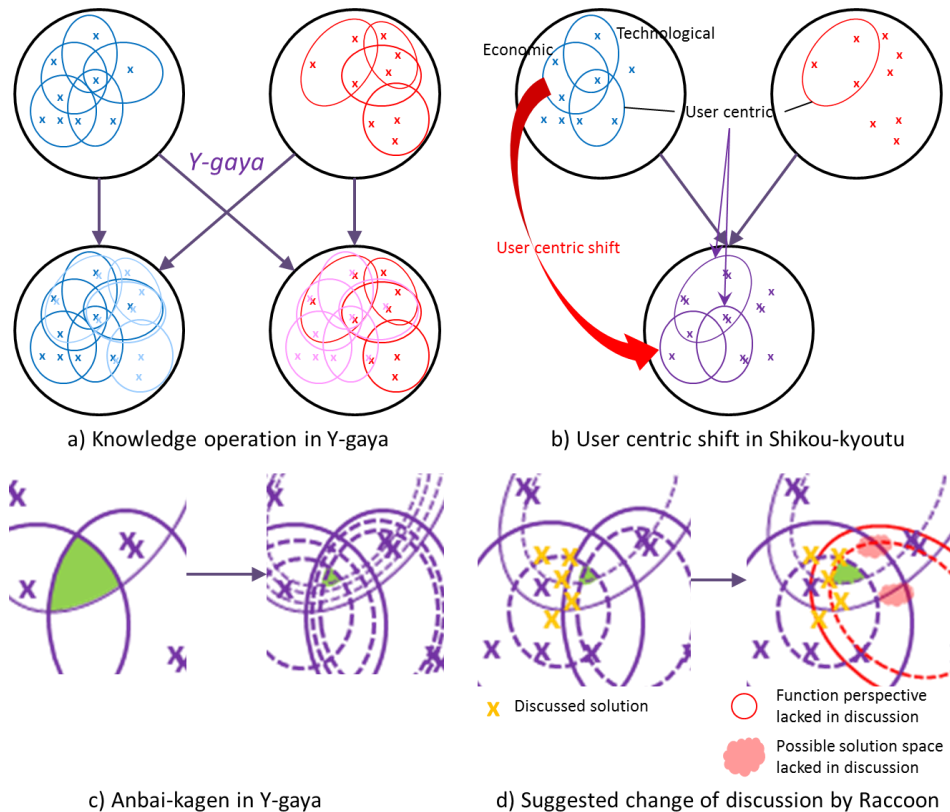 Economic
Technological
User centric
Y-gaya
User centric shift
a) Knowledge operation in Y-gaya
b) User centric shift in Shikou-kyoutu
x Discussed solution
Function perspective
lacked in discussion
Possible solution space
lacked in discussion
c) Anbai-kagen in Y-gaya
d) Suggested change of discussion by Raccoon